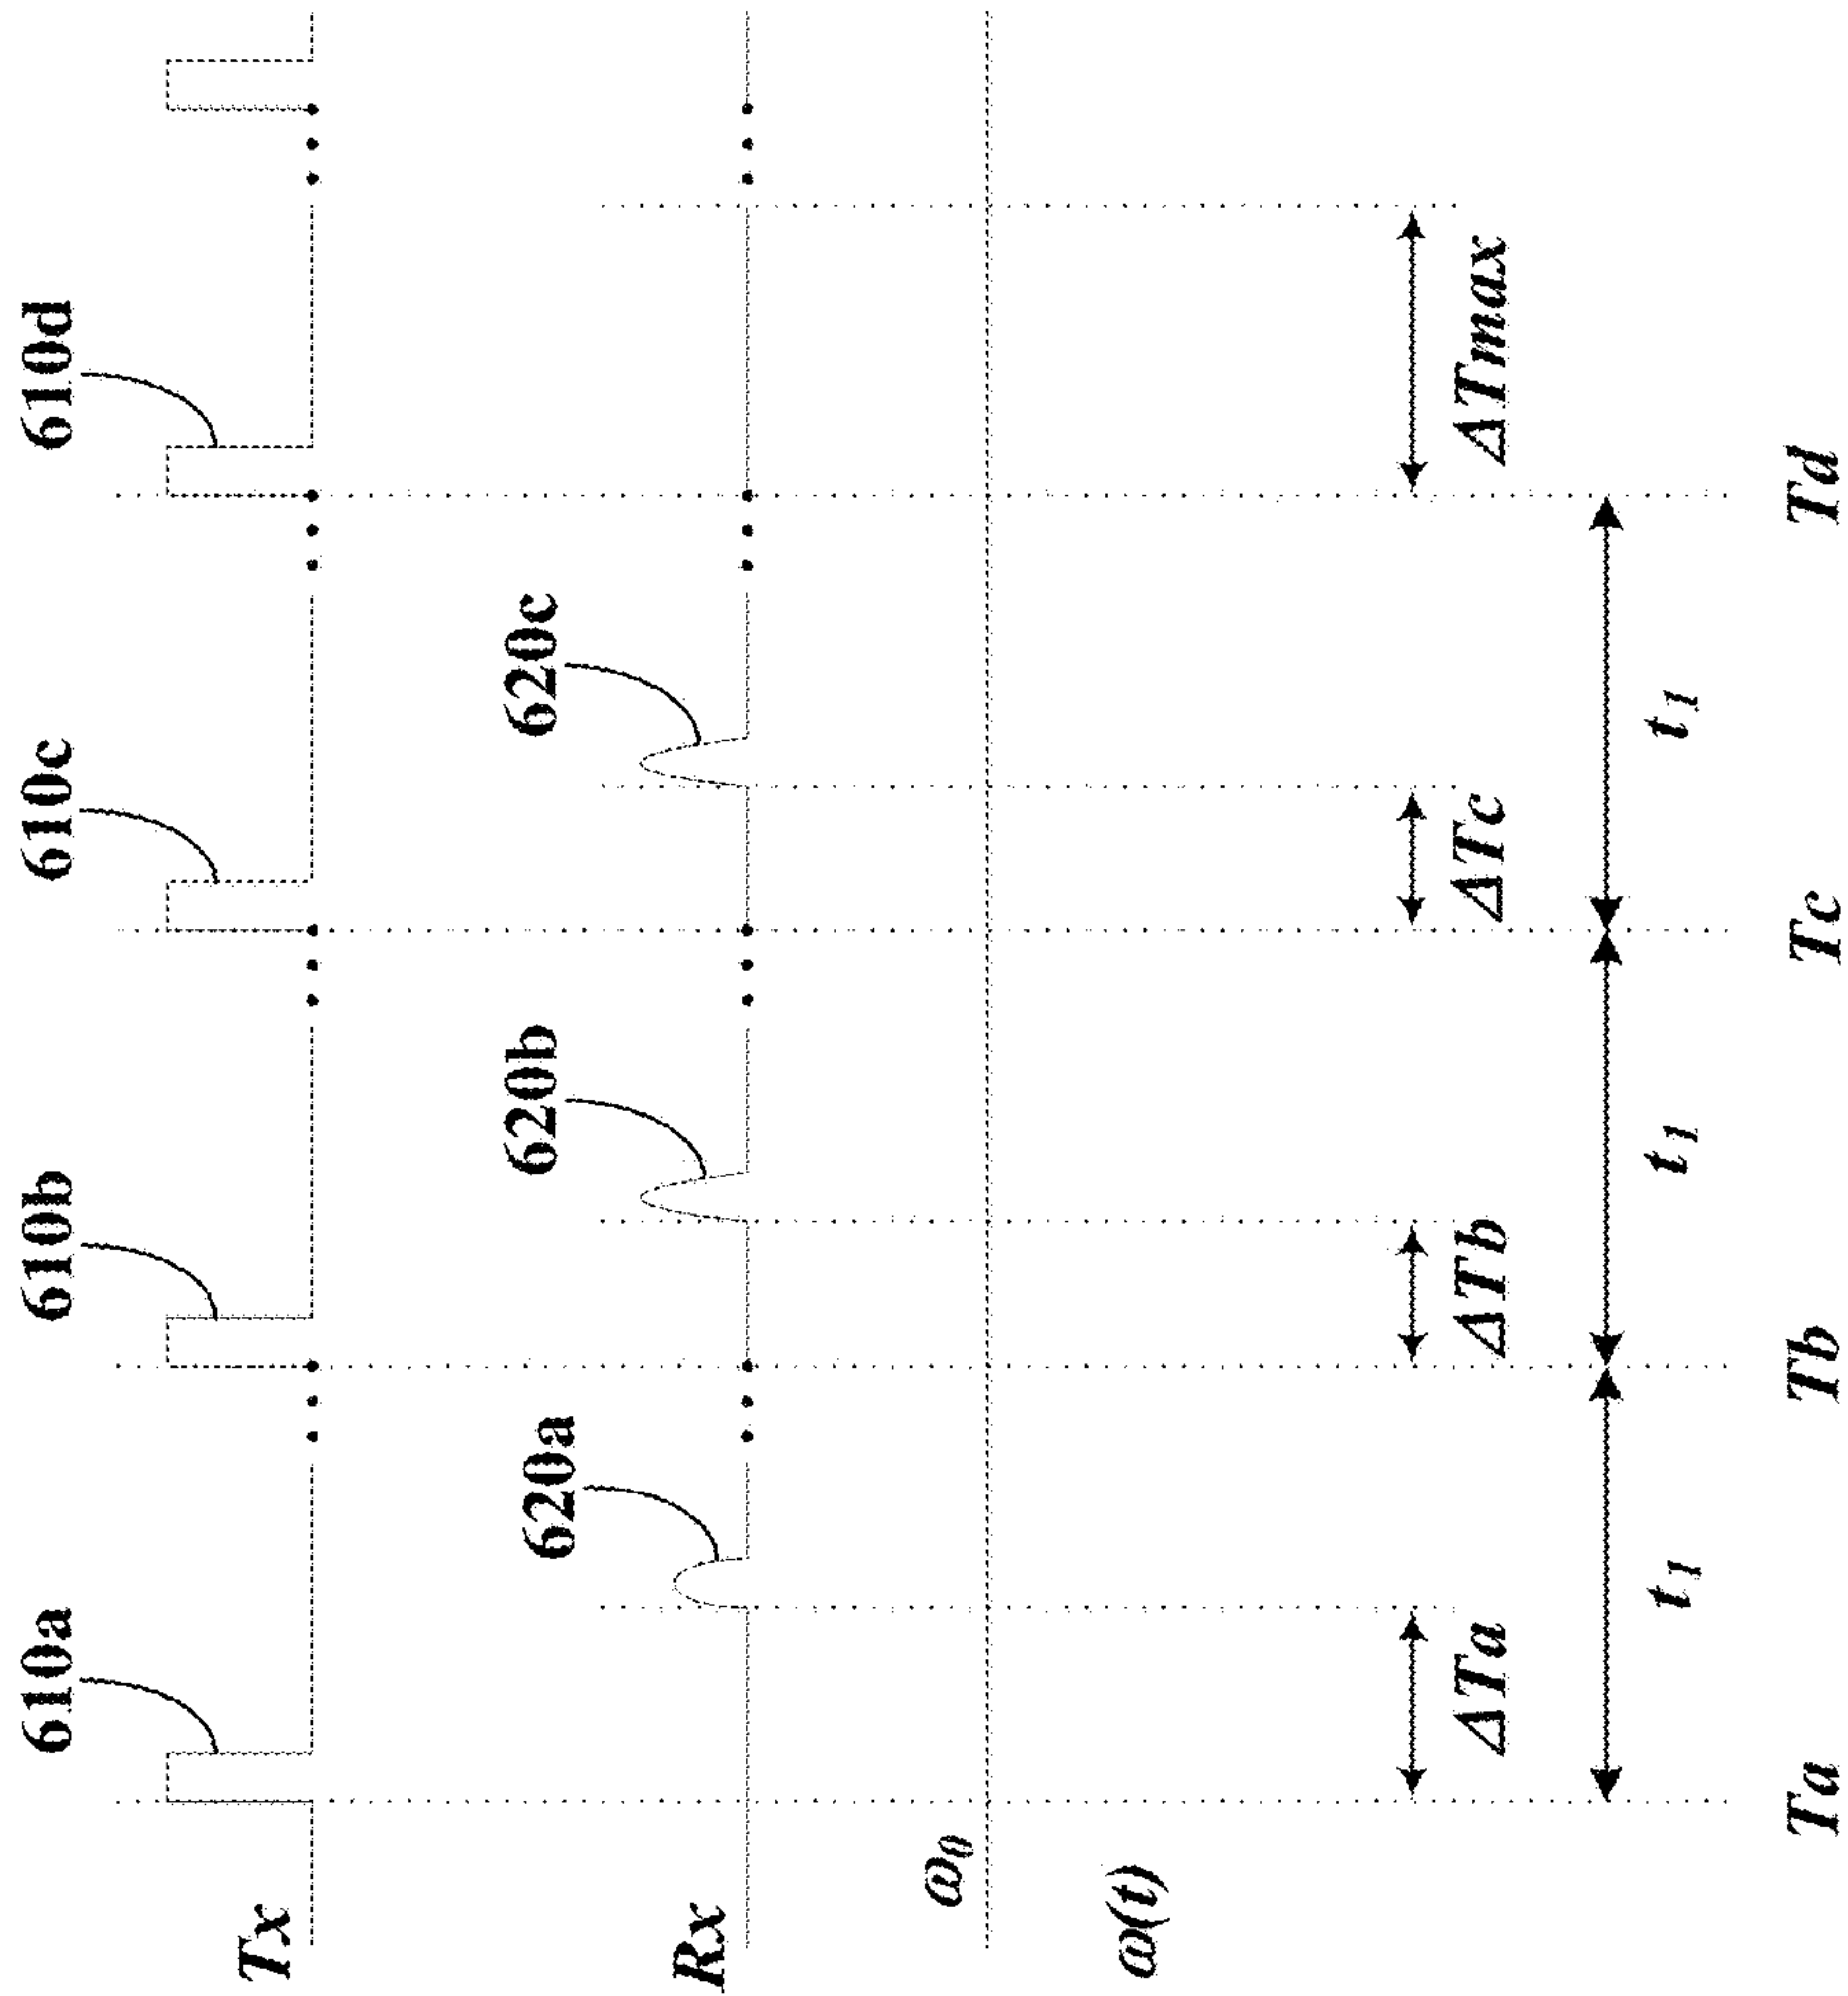 610a 610b 610c 610d
Tx
620a 620b 620c
Rx
ω0
ω(t)
ΔTa ΔTb ΔTc ΔTmax
t1 t1 t1
Ta Tb Tc Td